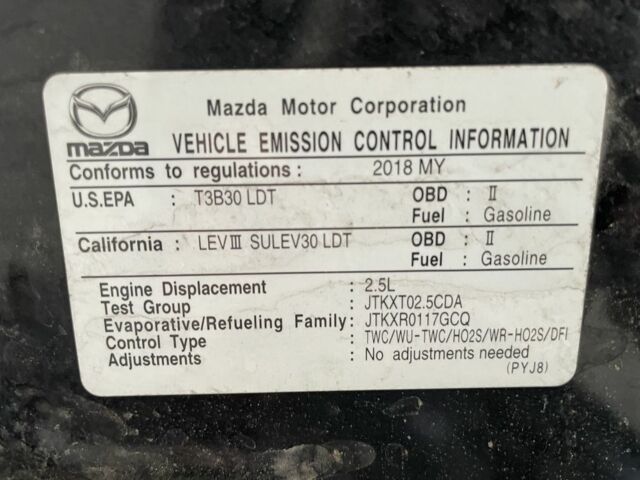 Mazda Motor Corporation
mazda VEHICLE EMISSION CONTROL INFORMATION
Conforms to regulations : 2018 MY
U.S.EPA : T3B30 LDT OBD : Ⅱ
Fuel : Gasoline
California : LEVⅢ SULEV30 LDT OBD : Ⅱ
Fuel : Gasoline
Engine Displacement : 2.5L
Test Group : JTKXT02.5CDA
Evaporative/Refueling Family: JTKXR0117GCQ
Control Type : TWC/WU-TWC/HO2S/WR-HO2S/DFI
Adjustments : No adjustments needed
(PYJ8)